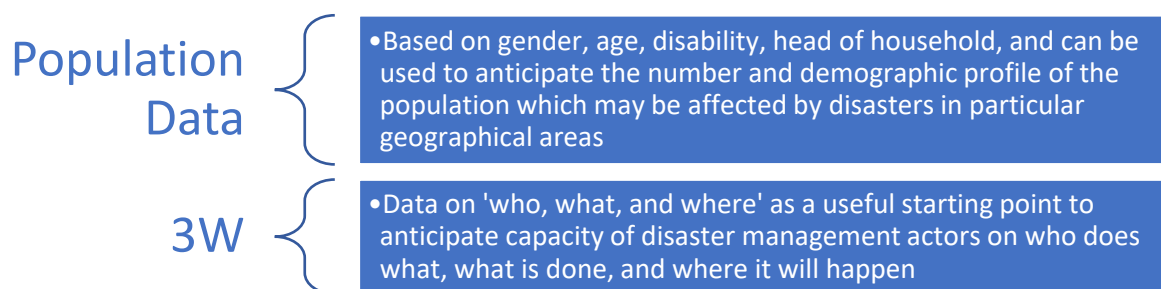 Population
Data
•Based on gender, age, disability, head of household, and can be
used to anticipate the number and demographic profile of the
population which may be affected by disasters in particular
geographical areas
3W
•Data on 'who, what, and where' as a useful starting point to
anticipate capacity of disaster management actors on who does
what, what is done, and where it will happen